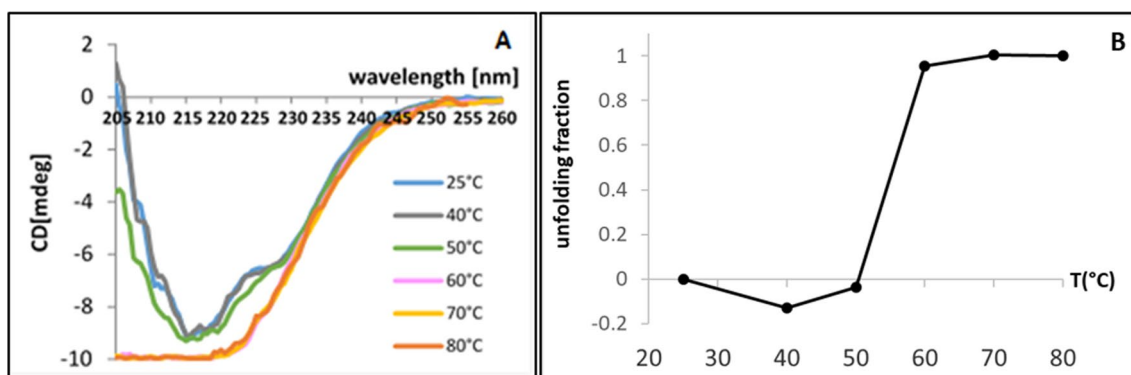 A
wavelength [nm]
2
0
-2
-4
-6
-8
-10
205 210 215 220 225 230 235 240 245 250 255 260
CD[mdeg]
25°C
40°C
50°C
60°C
70°C
80°C
B
unfolding fraction
1
0.8
0.6
0.4
0.2
0
-0.2
T(°C)
20 30 40 50 60 70 80